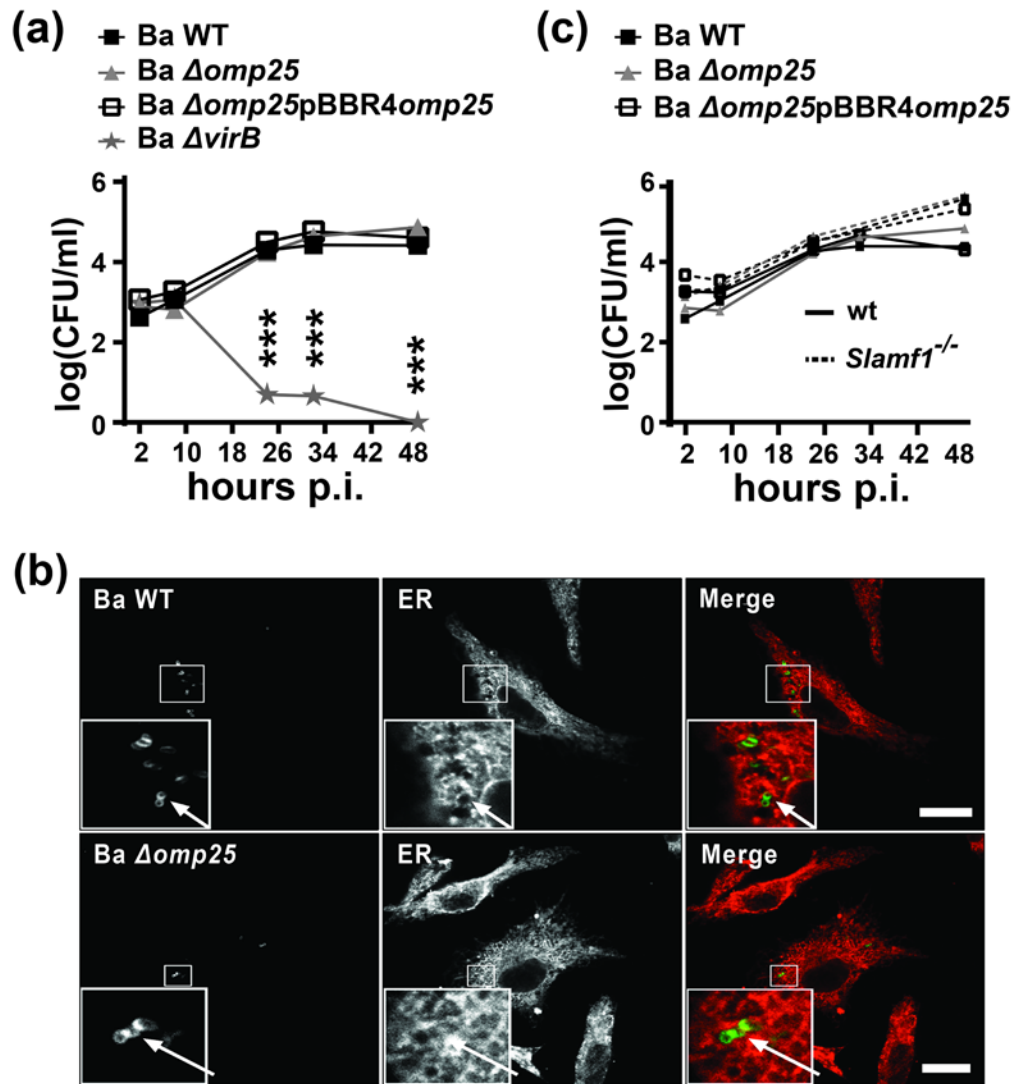 (a)
Ba WT
Ba Δomp25
Ba Δomp25pBBR4omp25
Ba ΔvirB
6
4
2
0
log(CFU/ml)
*** *** ***
2 10 18 26 34 42 48
hours p.i.
(c)
Ba WT
Ba Δomp25
Ba Δomp25pBBR4omp25
6
4
2
0
log(CFU/ml)
wt
Slamf1-/-
2 10 18 26 34 42 48
hours p.i.
(b)
Ba WT ER Merge
Ba Δomp25 ER Merge